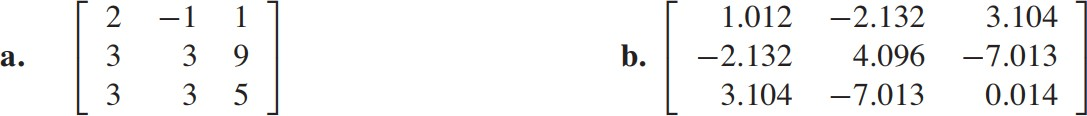 a. [ 2 −1 1 ] b. [ 1.012 −2.132 3.104 ]
[ 3 3 9 ] [ −2.132 4.096 −7.013 ]
[ 3 3 5 ] [ 3.104 −7.013 0.014 ]